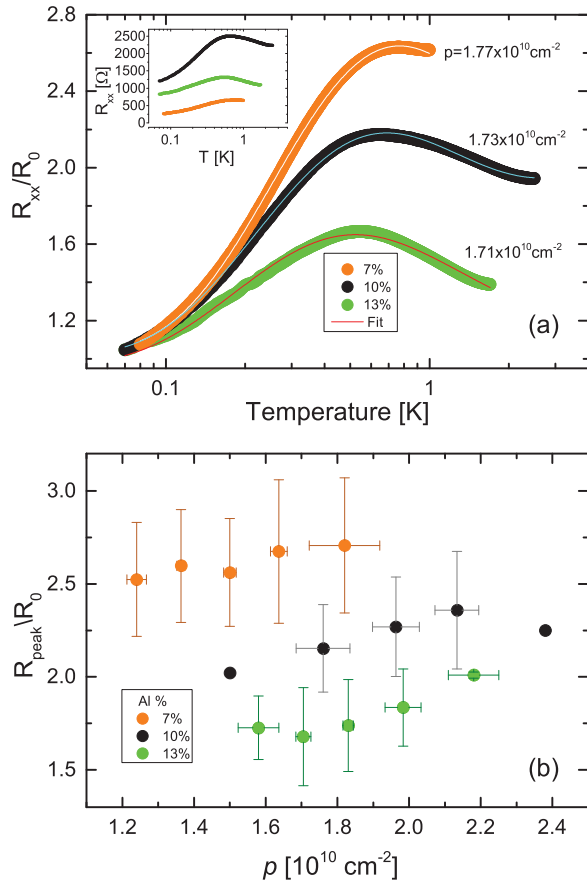 (a)
2.8
2.4
2.0
1.6
1.2
R_xx/R_0
2500
2000
1500
1000
500
0
R_xx [Ω]
0.1
1
T [K]
p=1.77x10^10cm^-2
1.73x10^10cm^-2
1.71x10^10cm^-2
7%
10%
13%
Fit
0.1
1
Temperature [K]
(b)
3.0
2.5
2.0
1.5
R_peak\R_0
Al %
7%
10%
13%
1.2
1.4
1.6
1.8
2.0
2.2
2.4
p [10^10 cm^-2]